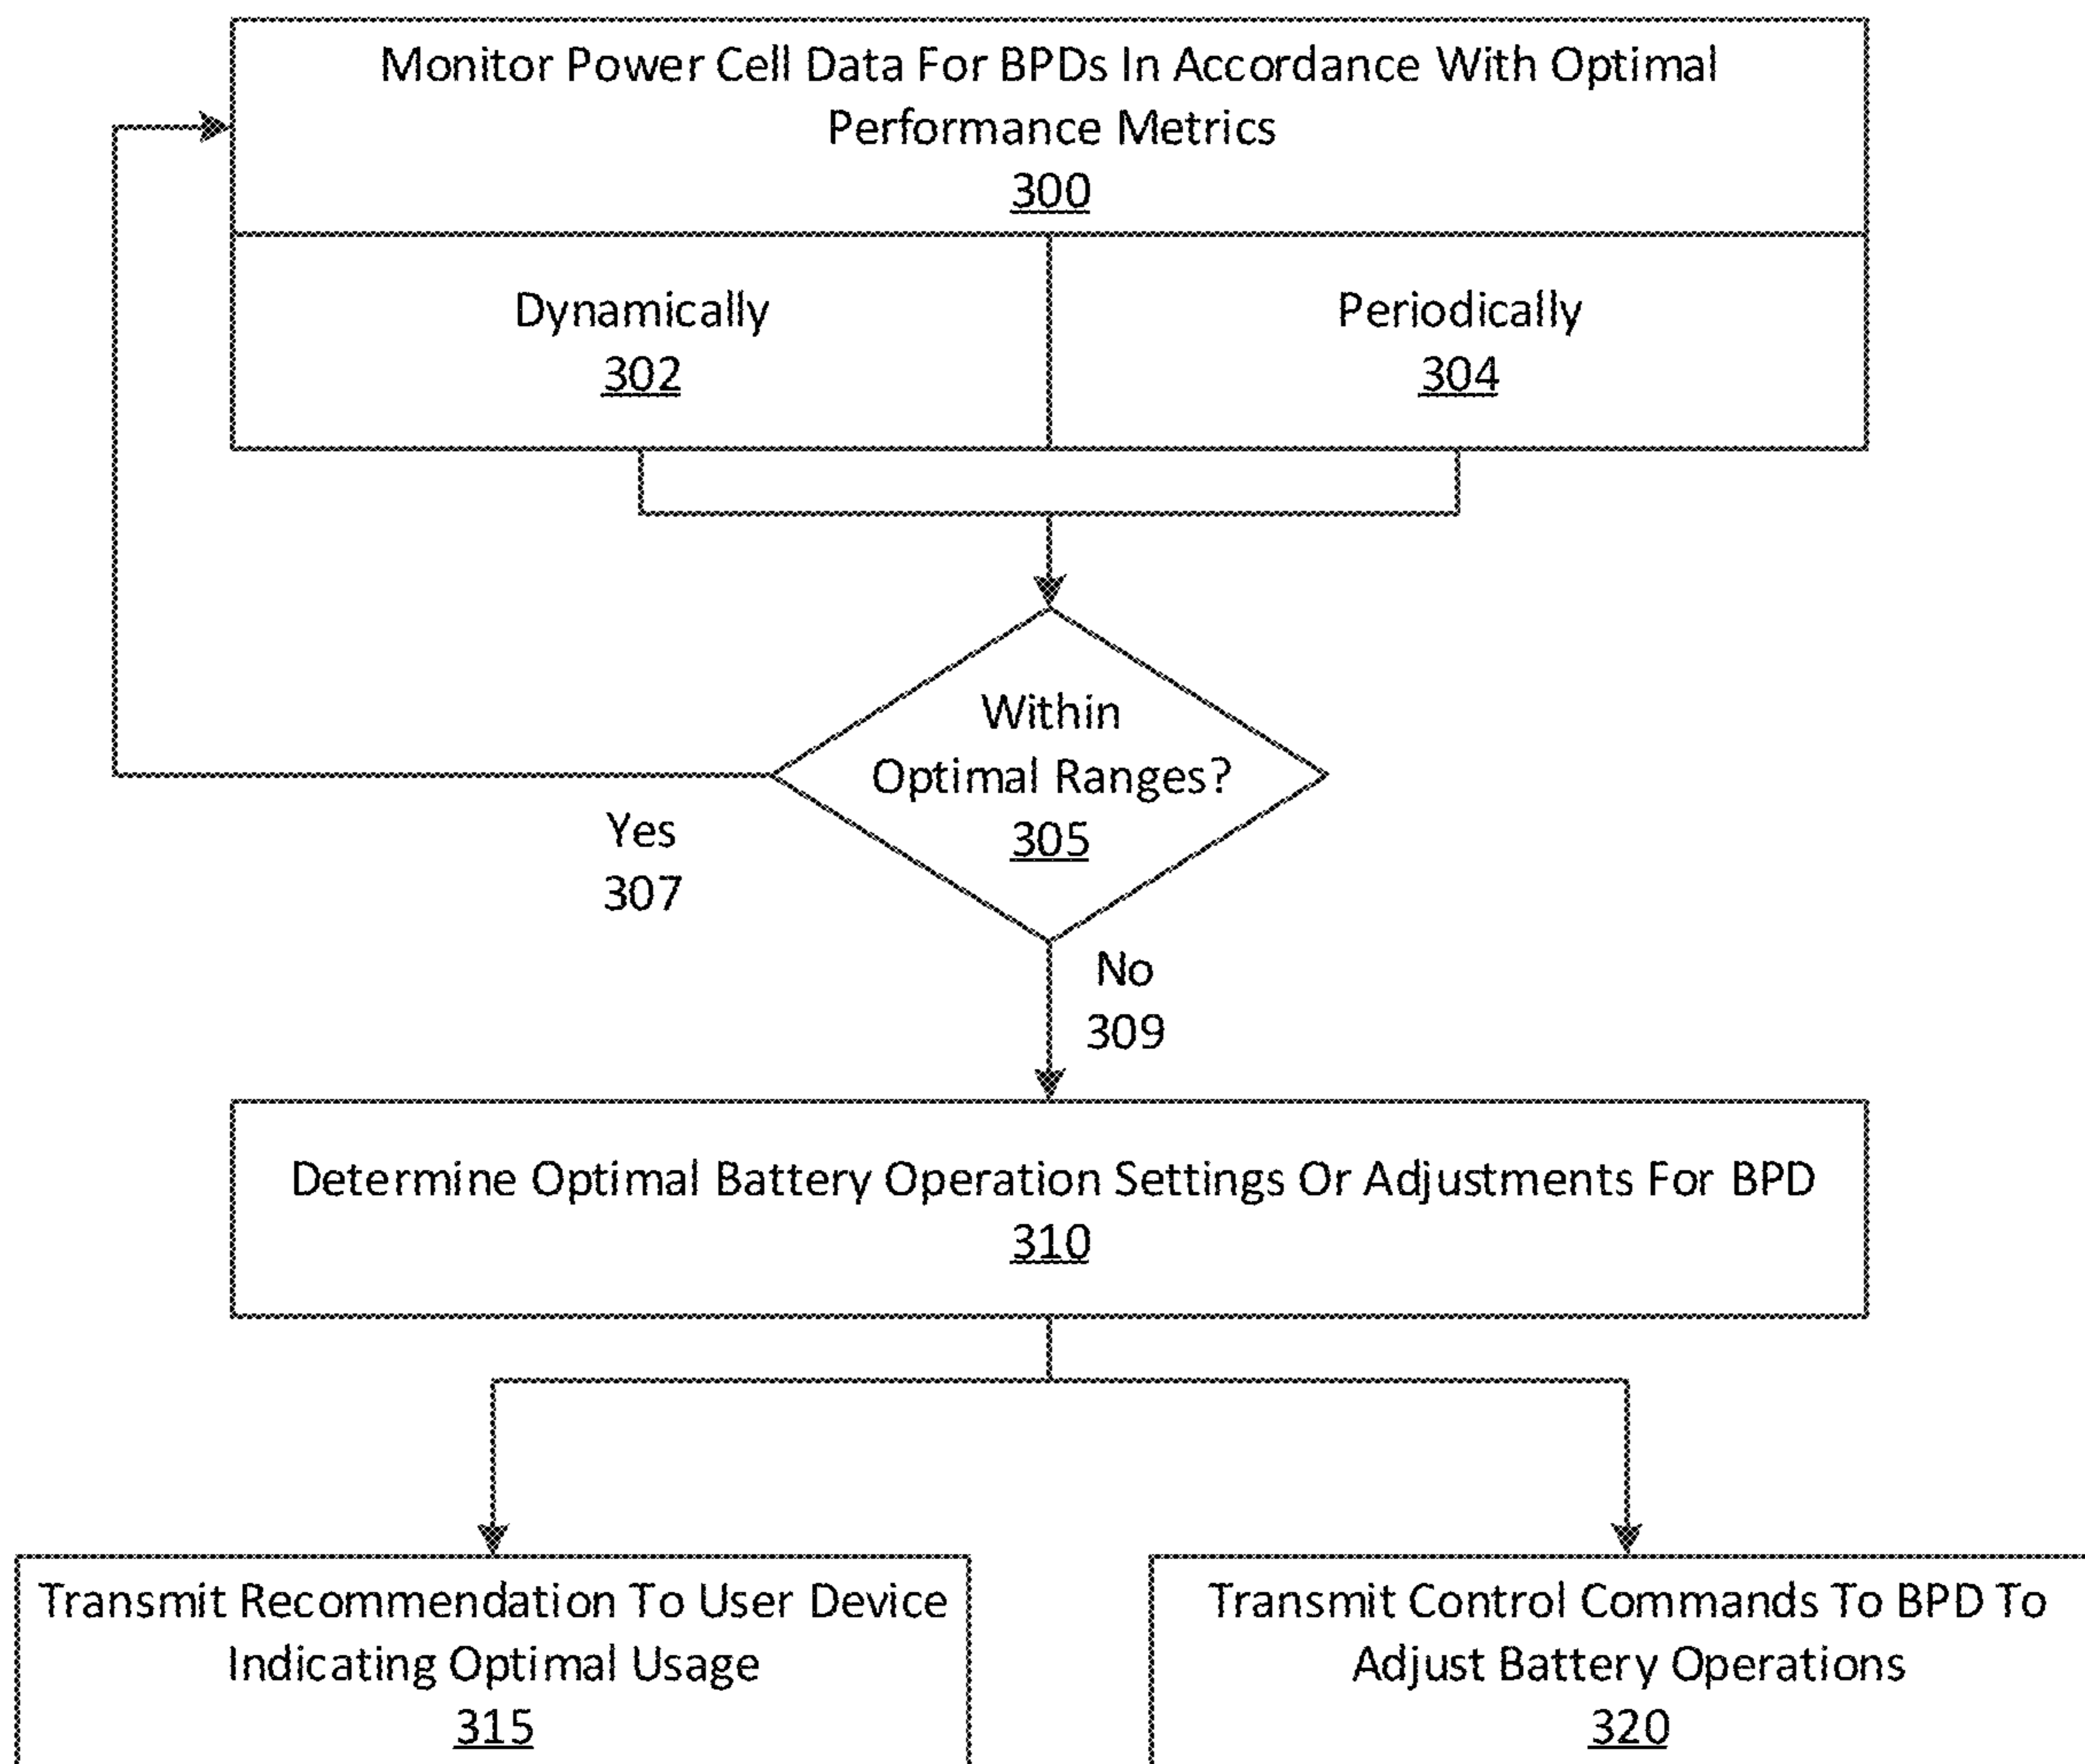 Monitor Power Cell Data For BPDs In Accordance With Optimal
Performance Metrics
300
Dynamically
302
Periodically
304
Within
Optimal Ranges?
305
Yes
307
No
309
Determine Optimal Battery Operation Settings Or Adjustments For BPD
310
Transmit Recommendation To User Device
Indicating Optimal Usage
315
Transmit Control Commands To BPD To
Adjust Battery Operations
320